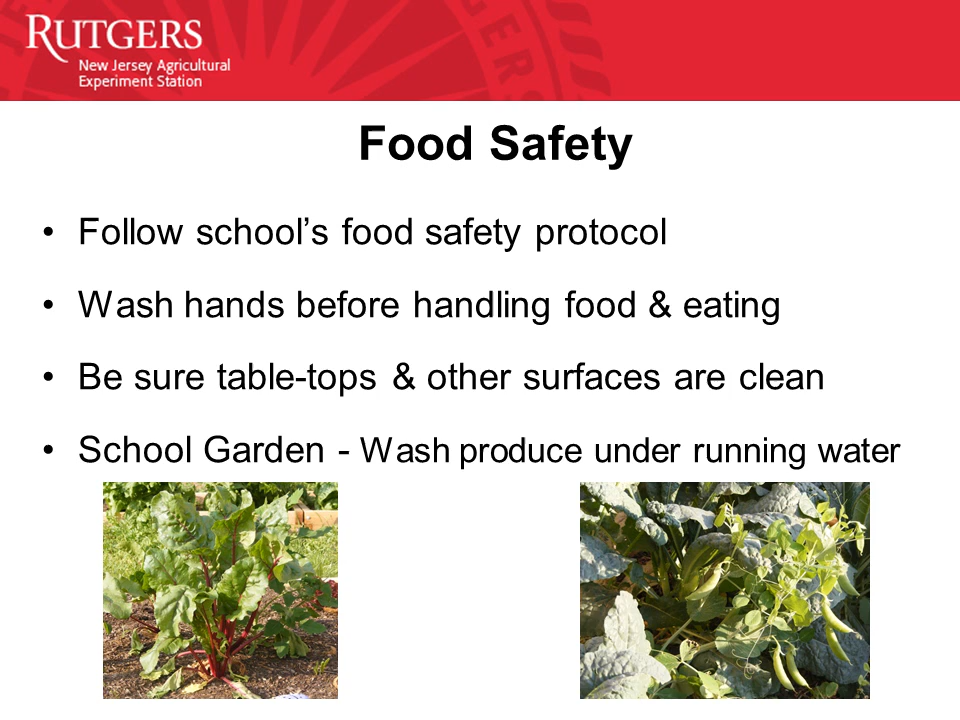 RUTGERS
New Jersey Agricultural
Experiment Station
Food Safety
• Follow school’s food safety protocol
• Wash hands before handling food & eating
• Be sure table-tops & other surfaces are clean
• School Garden - Wash produce under running water